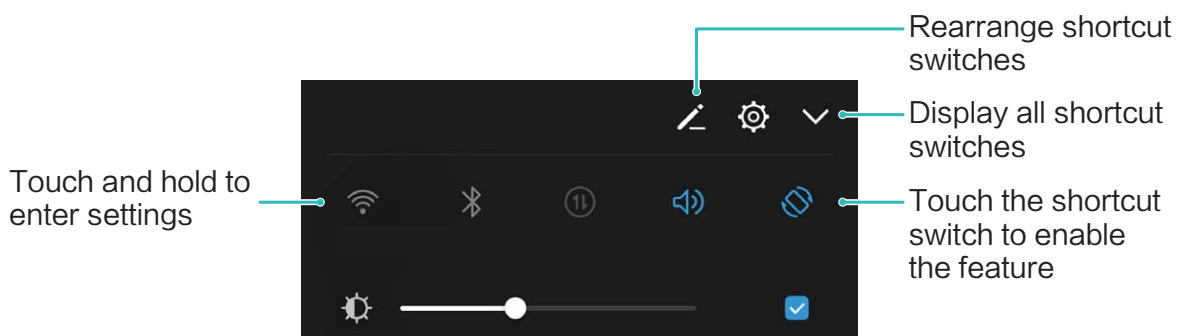 Rearrange shortcut
switches
Display all shortcut
switches
Touch and hold to
enter settings
Touch the shortcut
switch to enable
the feature